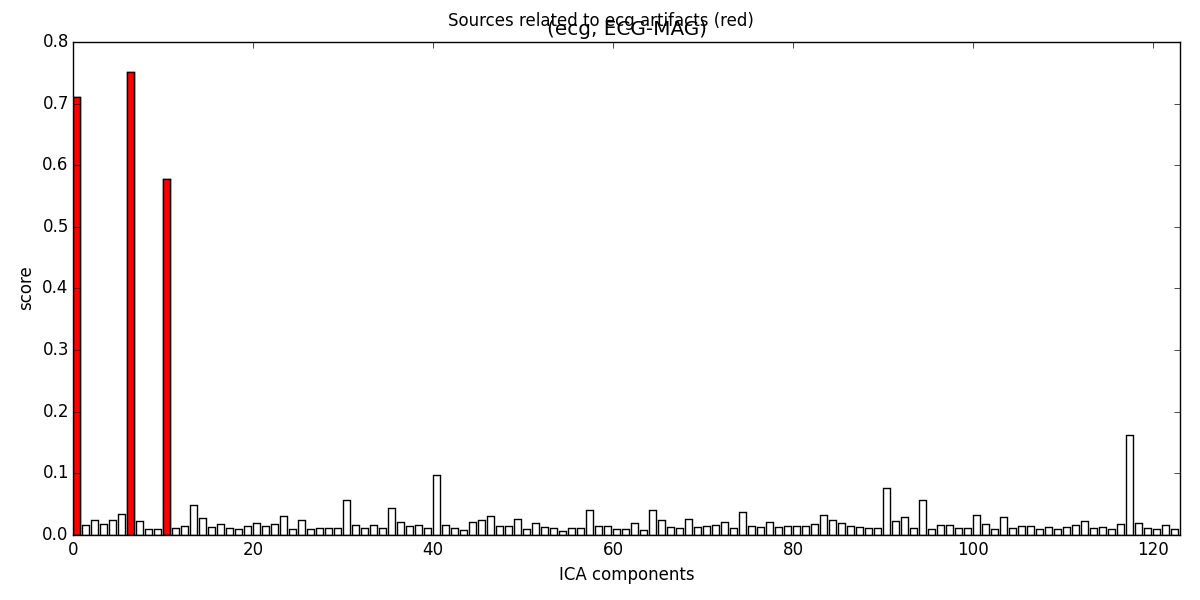 Sources related to ecg artifacts (red)
(ecg, ECG-MAG)
0.8
0.7
0.6
0.5
0.4
0.3
0.2
0.1
0.0
score
0 20 40 60 80 100 120
ICA components